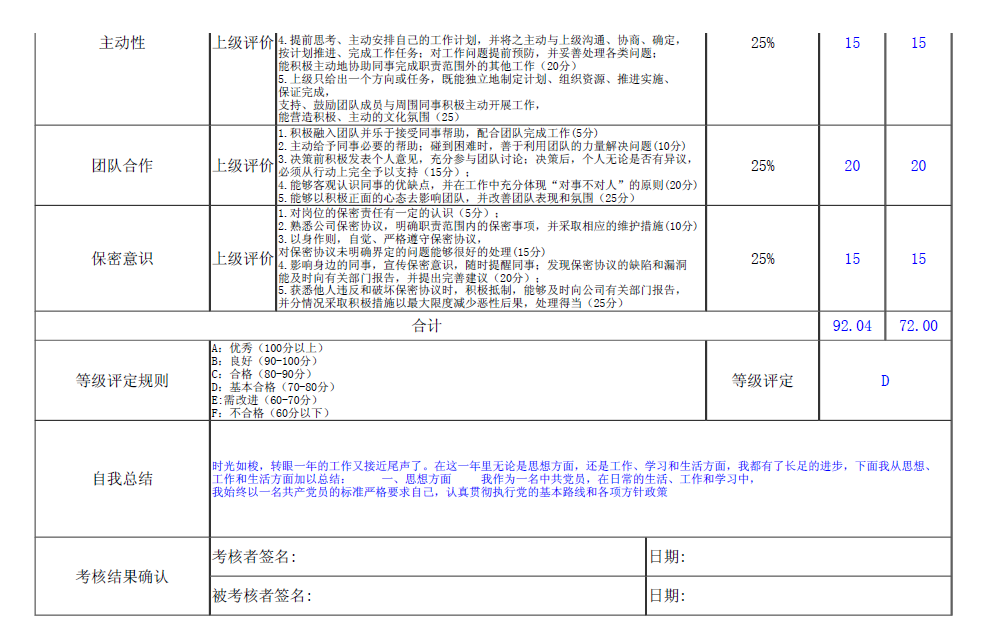 主动性
上级评价
4.提前思考、主动安排自己的工作计划，并将之主动与上级沟通、协商、确定，
按计划推进、完成工作任务；对工作问题提前预防，并妥善处理各类问题；
能积极主动地协助同事完成职责范围外的其他工作（20分）
5.上级只给出一个方向或任务，既能独立地制定计划、组织资源、推进实施、
保证完成，
支持、鼓励团队成员与周围同事积极主动开展工作，
能营造积极、主动的文化氛围（25）
25%
15
15
团队合作
上级评价
1.积极融入团队并乐于接受同事帮助，配合团队完成工作(5分)
2.主动给予同事必要的帮助；碰到困难时，善于利用团队的力量解决问题(10分)
3.决策前积极发表个人意见，充分参与团队讨论；决策后，个人无论是否有异议，
必须从行动上完全予以支持（15分）；
4.能够客观认识同事的优缺点，并在工作中充分体现“对事不对人”的原则(20分)
5.能够以积极正面的心态去影响团队，并改善团队表现和氛围（25分）
25%
20
20
保密意识
上级评价
1.对岗位的保密责任有一定的认识（5分）；
2.熟悉公司保密协议，明确职责范围内的保密事项，并采取相应的维护措施(10分)
3.以身作则，自觉、严格遵守保密协议，
对保密协议未明确界定的问题能够很好的处理(15分)
4.影响身边的同事，宣传保密意识，随时提醒同事；发现保密协议的缺陷和漏洞
能及时向有关部门报告，并提出完善建议（20分）；
5.获悉他人违反和破坏保密协议时，积极抵制，能够及时向公司有关部门报告，
并分情况采取积极措施以最大限度减少恶性后果，处理得当（25分）
25%
15
15
合计
92.04
72.00
等级评定规则
A：优秀（100分以上）
B：良好（90-100分）
C：合格（80-90分）
D：基本合格（70-80分）
E:需改进（60-70分）
F：不合格（60分以下）
等级评定
D
自我总结
时光如梭，转眼一年的工作又接近尾声了。在这一年里无论是思想方面，还是工作、学习和生活方面，我都有了长足的进步，下面我从思想、
工作和生活方面加以总结： 一、思想方面 我作为一名中共党员，在日常的生活、工作和学习中，
我始终以一名共产党员的标准严格要求自己，认真贯彻执行党的基本路线和各项方针政策
考核结果确认
考核者签名:
日期:
被考核者签名:
日期: